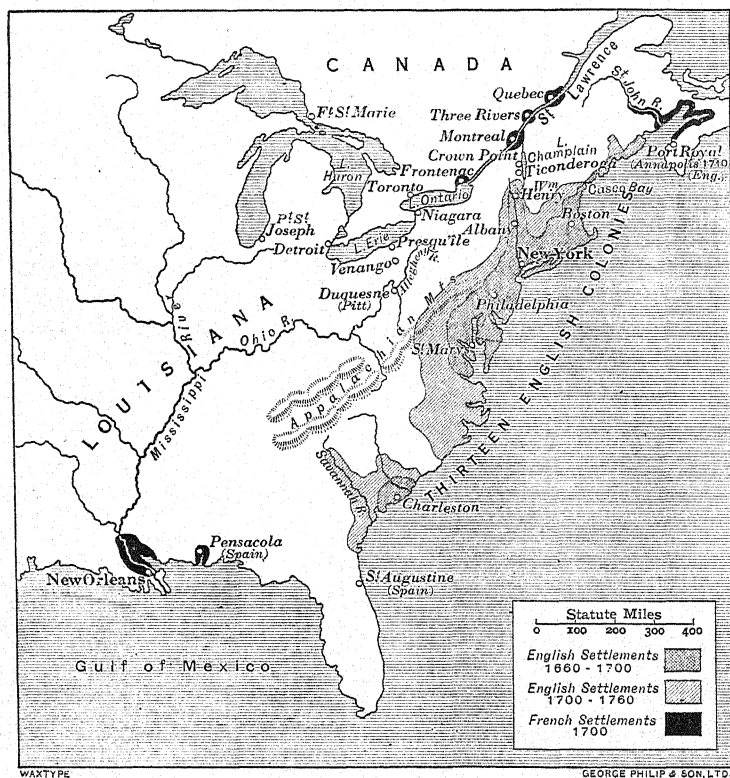 CANADA
Quebec
Three Rivers
Montreal
Crown Point
St Lawrence
St John R.
Ft St Marie
L. Huron
Frontenac
Toronto
L. Ontario
Niagara
L. Champlain
Ticonderoga
Wm Henry
Port Royal
(Annapolis 1710)
(Eng.)
Casco Bay
Boston
Albany
New York
Pt St Joseph
Detroit
L. Erie
Presqu'ile
Venango
Allegheny R.
Duquesne
(Pitt)
Philadelphia
St Mary
Ohio R.
LOUISIANA
Mississippi River
Appalachian Mts
THIRTEEN ENGLISH COLONIES
Savannah R.
Charleston
Pensacola
(Spain)
New Orleans
St Augustine
(Spain)
Gulf of Mexico
Statute Miles
0 100 200 300 400
English Settlements
1660 - 1700
English Settlements
1700 - 1760
French Settlements
1700
WAXTYPE
GEORGE PHILIP & SON, LTD